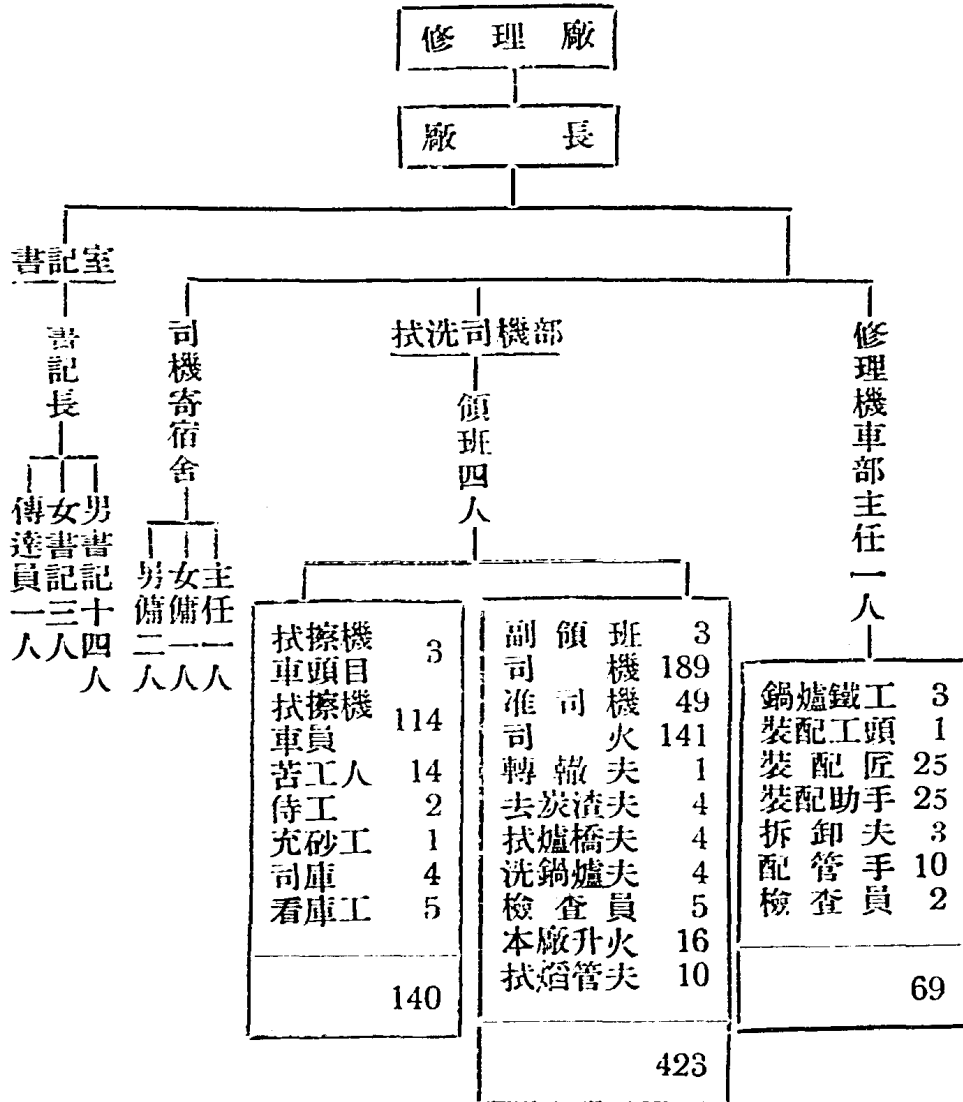 修理廠
廠長
書記室
書記長
男書記十四人
女書記三人
傳達員一人
司機寄宿舍
主任一人
女傭一人
男傭二人
拭洗司機部
領班四人
拭擦機車頭目 3
拭擦機車員 114
苦工人 14
侍工 2
充砂工 1
司庫 4
看庫工 5
140
副領班 3
司機 189
准司機 49
司火 141
轉轍夫 1
去炭渣夫 4
拭爐橋夫 4
洗鍋爐夫 4
檢查員 5
本廠升火 16
拭熖管夫 10
423
修理機車部主任一人
鍋爐鐵工 3
裝配工頭 1
裝配匠 25
裝配助手 25
拆卸夫 3
配管手 10
檢查員 2
69